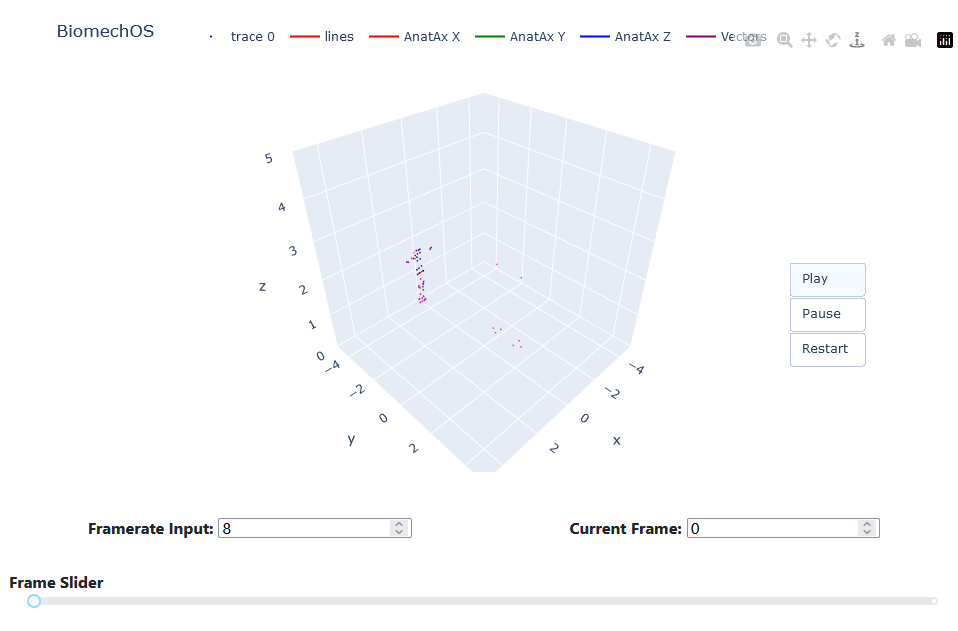 BiomechOS
trace 0 lines AnatAx X AnatAx Y AnatAx Z Vectors
z
5
4
3
2
1
0
z
−4
−2
0
2
y
−4
−2
0
2
x
Play
Pause
Restart
Framerate Input: 8
Current Frame: 0
Frame Slider